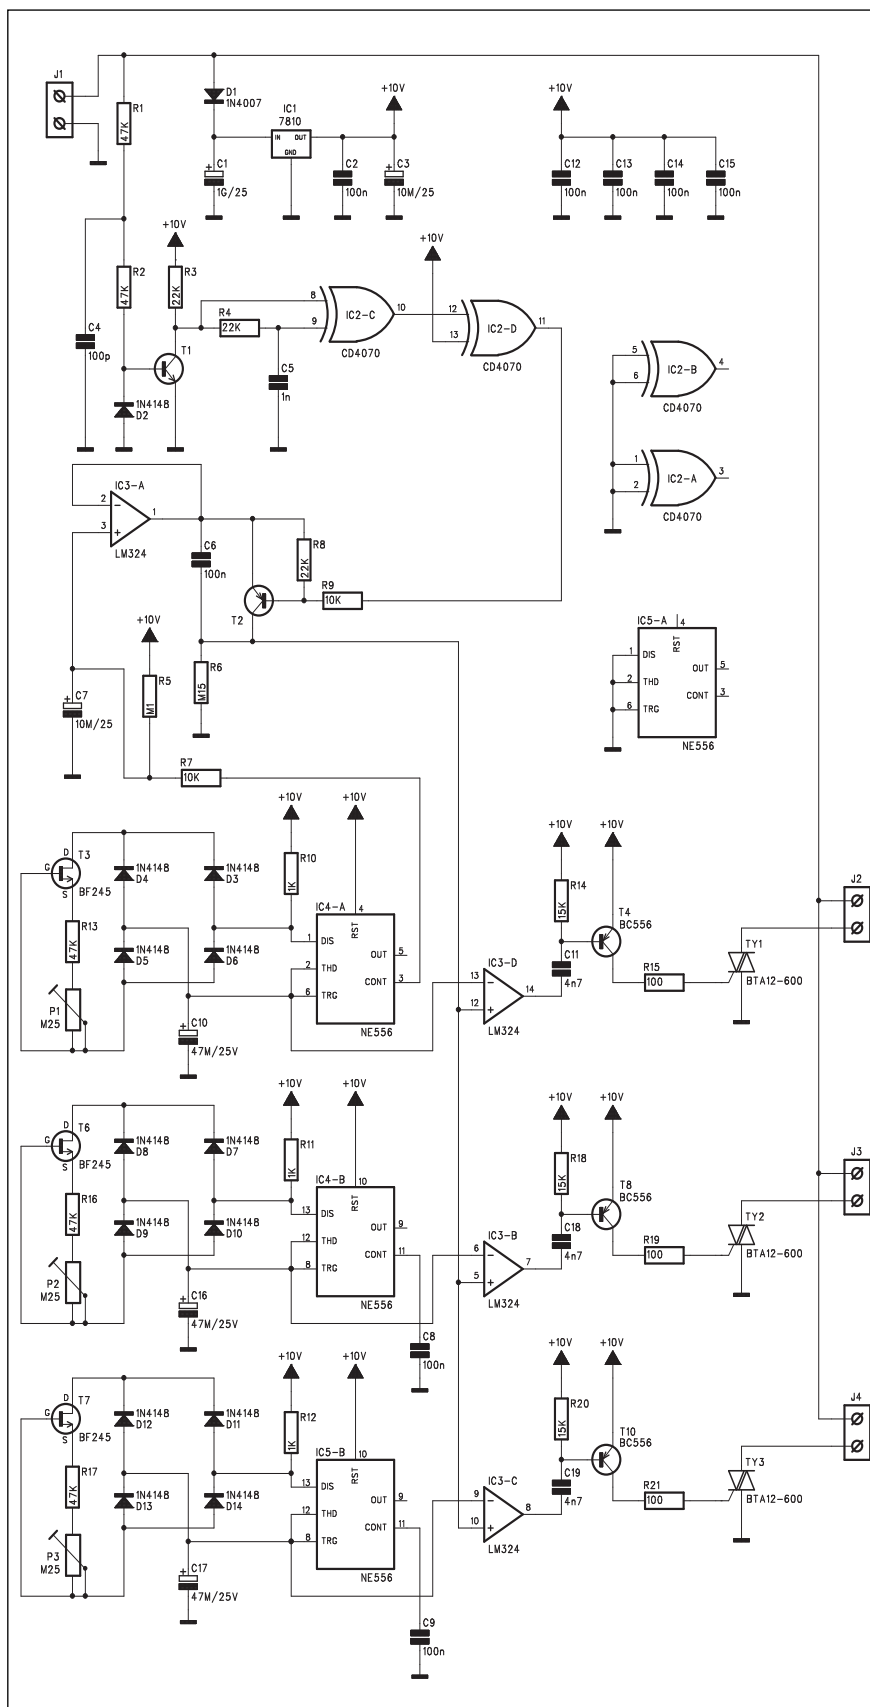 J1
R1
47K
D1
1N4007
IC1
7810
IN OUT
GND
+10V
+
C1
1G/25
C2
100n
+
C3
10M/25
+10V
C12
100n
C13
100n
C14
100n
C15
100n
+10V
R2
47K
R3
22K
C4
100p
T1
1N4148
D2
R4
22K
C5
1n
8
9
IC2-C
10
CD4070
+10V
12
13
IC2-D
11
CD4070
5
6
IC2-B
4
CD4070
1
2
IC2-A
3
CD4070
IC3-A
2
−
3
+
1
LM324
C6
100n
T2
R8
22K
R9
10K
+10V
R5
M1
R6
M15
+
C7
10M/25
R7
10K
IC5-A
4
RST
1
DIS
2
THD
6
TRG
OUT
5
CONT
3
NE556
D
T3
G
S
BF245
1N4148
D4
1N4148
D3
R13
47K
1N4148
D5
1N4148
D6
P1
M25
+
C10
47M/25V
+10V
+10V
R10
1K
IC4-A
4
RST
1
DIS
2
THD
6
TRG
OUT
5
CONT
3
NE556
IC3-D
13
−
12
+
14
LM324
+10V
+10V
R14
15K
C11
4n7
T4
BC556
R15
100
TY1
BTA12-600
J2
D
T6
G
S
BF245
1N4148
D8
1N4148
D7
R16
47K
1N4148
D9
1N4148
D10
P2
M25
+
C16
47M/25V
+10V
+10V
R11
1K
IC4-B
10
RST
13
DIS
12
THD
8
TRG
OUT
9
CONT
11
NE556
C8
100n
IC3-B
6
−
5
+
7
LM324
+10V
+10V
R18
15K
C18
4n7
T8
BC556
R19
100
TY2
BTA12-600
J3
D
T7
G
S
BF245
1N4148
D12
1N4148
D11
R17
47K
1N4148
D13
1N4148
D14
P3
M25
+
C17
47M/25V
+10V
+10V
R12
1K
IC5-B
10
RST
13
DIS
12
THD
8
TRG
OUT
9
CONT
11
NE556
C9
100n
IC3-C
9
−
10
+
8
LM324
+10V
+10V
R20
15K
C19
4n7
T10
BC556
R21
100
TY3
BTA12-600
J4